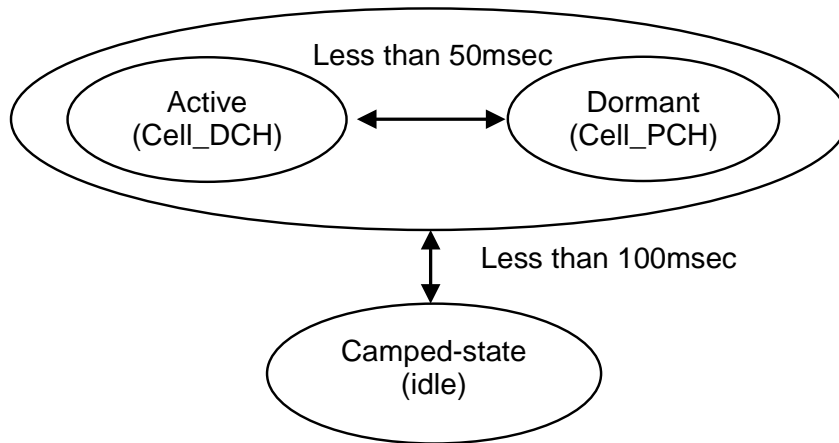 Less than 50msec
Active
(Cell_DCH)
Dormant
(Cell_PCH)
Less than 100msec
Camped-state
(idle)